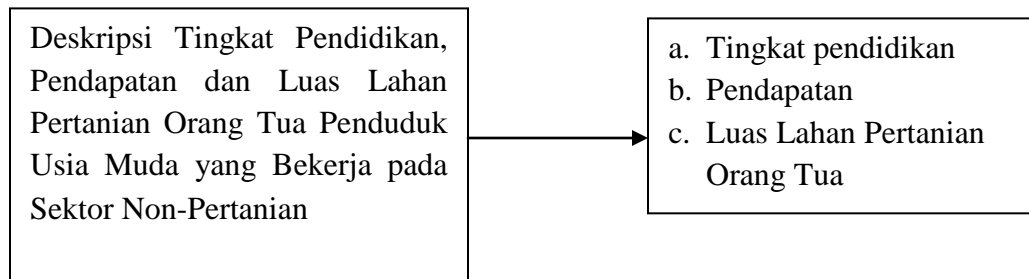 Deskripsi Tingkat Pendidikan,
Pendapatan dan Luas Lahan
Pertanian Orang Tua Penduduk
Usia Muda yang Bekerja pada
Sektor Non-Pertanian
a. Tingkat pendidikan
b. Pendapatan
c. Luas Lahan Pertanian
Orang Tua